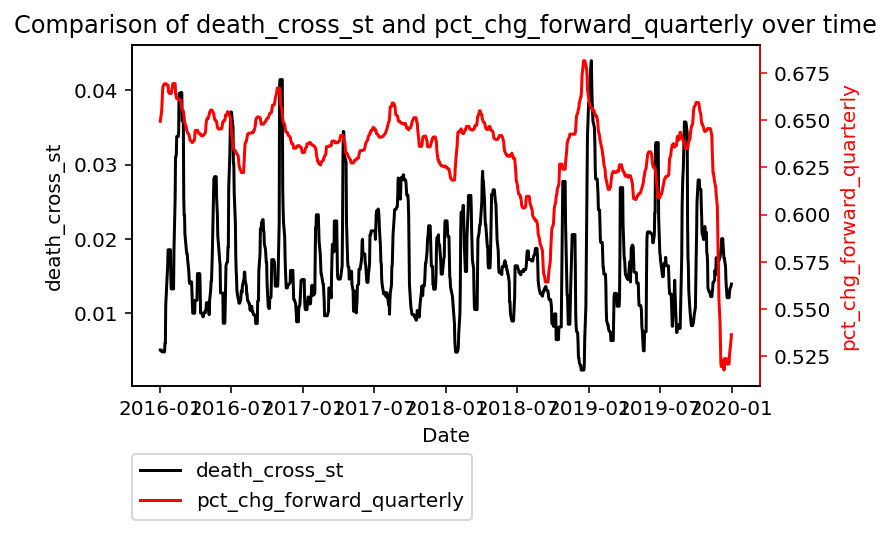 Comparison of death_cross_st and pct_chg_forward_quarterly over time
0.04
0.03
0.02
0.01
death_cross_st
0.675
0.650
0.625
0.600
0.575
0.550
0.525
pct_chg_forward_quarterly
2016-01 2016-07 2017-01 2017-07 2018-01 2018-07 2019-01 2019-07 2020-01
Date
death_cross_st
pct_chg_forward_quarterly